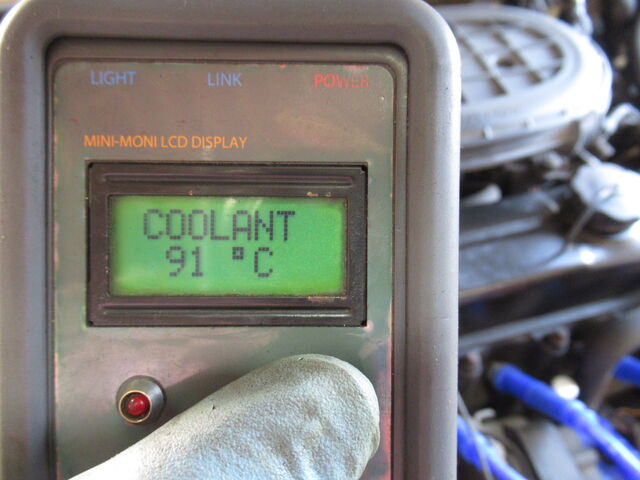 LIGHT LINK POWER
MINI-MONI LCD DISPLAY
COOLANT
91 °C